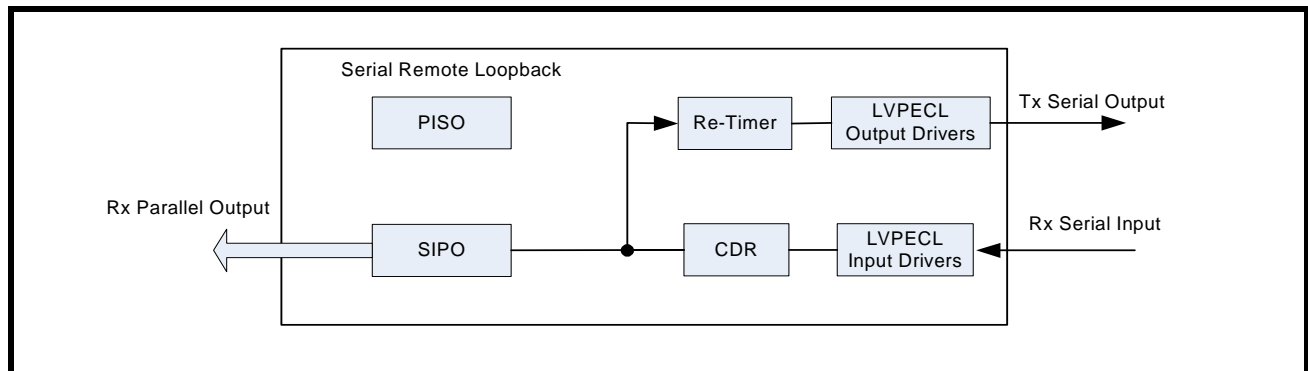 Serial Remote Loopback
PISO
Re-Timer
LVPECL
Output Drivers
Tx Serial Output
Rx Parallel Output
SIPO
CDR
LVPECL
Input Drivers
Rx Serial Input